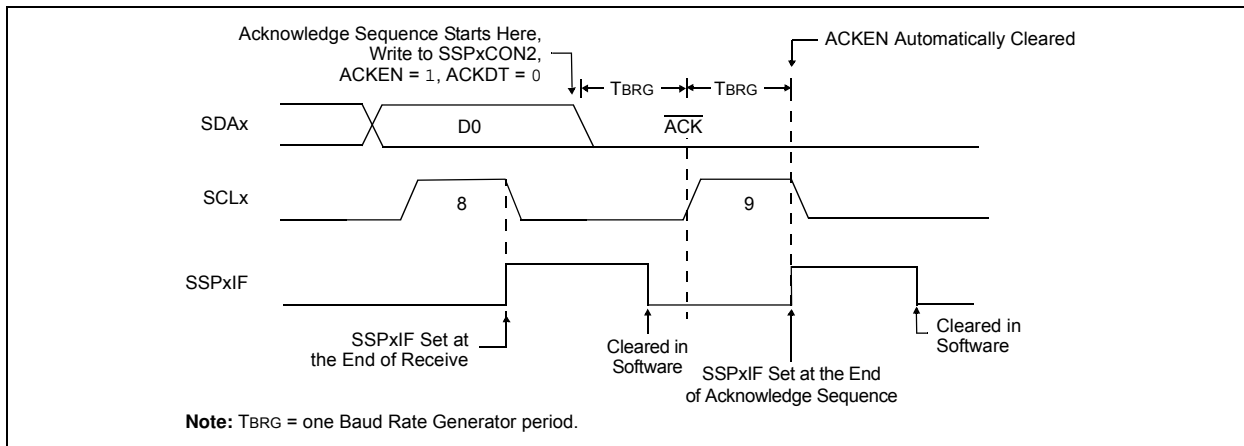 Acknowledge Sequence Starts Here,
Write to SSPxCON2,
ACKEN = 1, ACKDT = 0
ACKEN Automatically Cleared
TBRG
TBRG
SDAx
D0
ACK
SCLx
8
9
SSPxIF
SSPxIF Set at
the End of Receive
Cleared in
Software
SSPxIF Set at the End
of Acknowledge Sequence
Cleared in
Software
Note: TBRG = one Baud Rate Generator period.